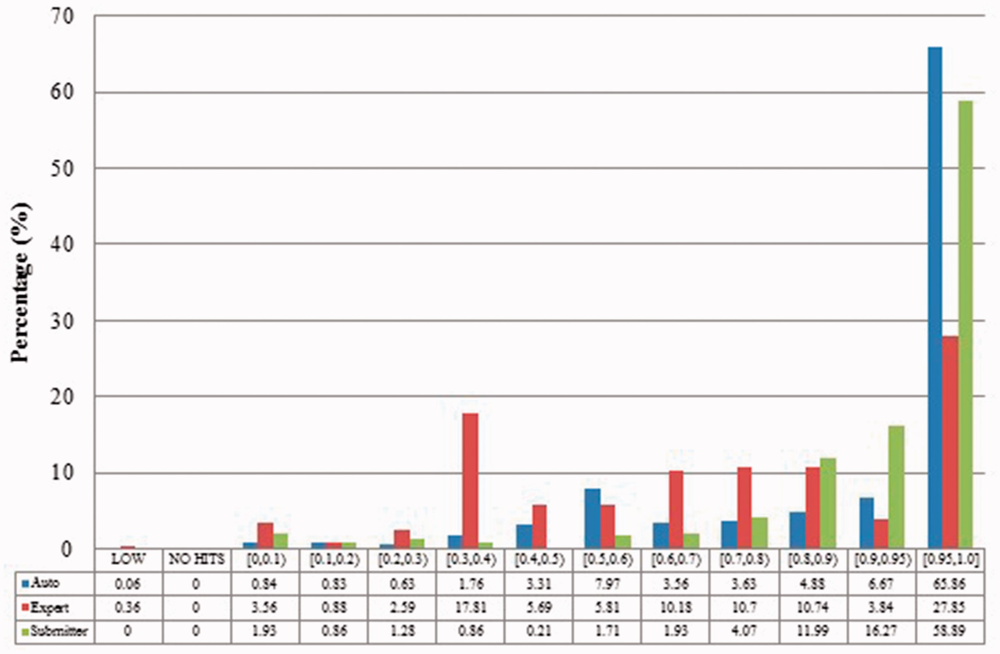 70
60
50
40
30
20
10
0
Percentage (%)
LOW NO HITS [0,0.1) [0.1,0.2) [0.2,0.3) [0.3,0.4) [0.4,0.5) [0.5,0.6) [0.6,0.7) [0.7,0.8) [0.8,0.9) [0.9,0.95) [0.95,1.0]
Auto 0.06 0 0.84 0.83 0.63 1.76 3.31 7.97 3.56 3.63 4.88 6.67 65.86
Expert 0.36 0 3.56 0.88 2.59 17.81 5.69 5.81 10.18 10.7 10.74 3.84 27.85
Submitter 0 0 1.93 0.86 1.28 0.86 0.21 1.71 1.93 4.07 11.99 16.27 58.89